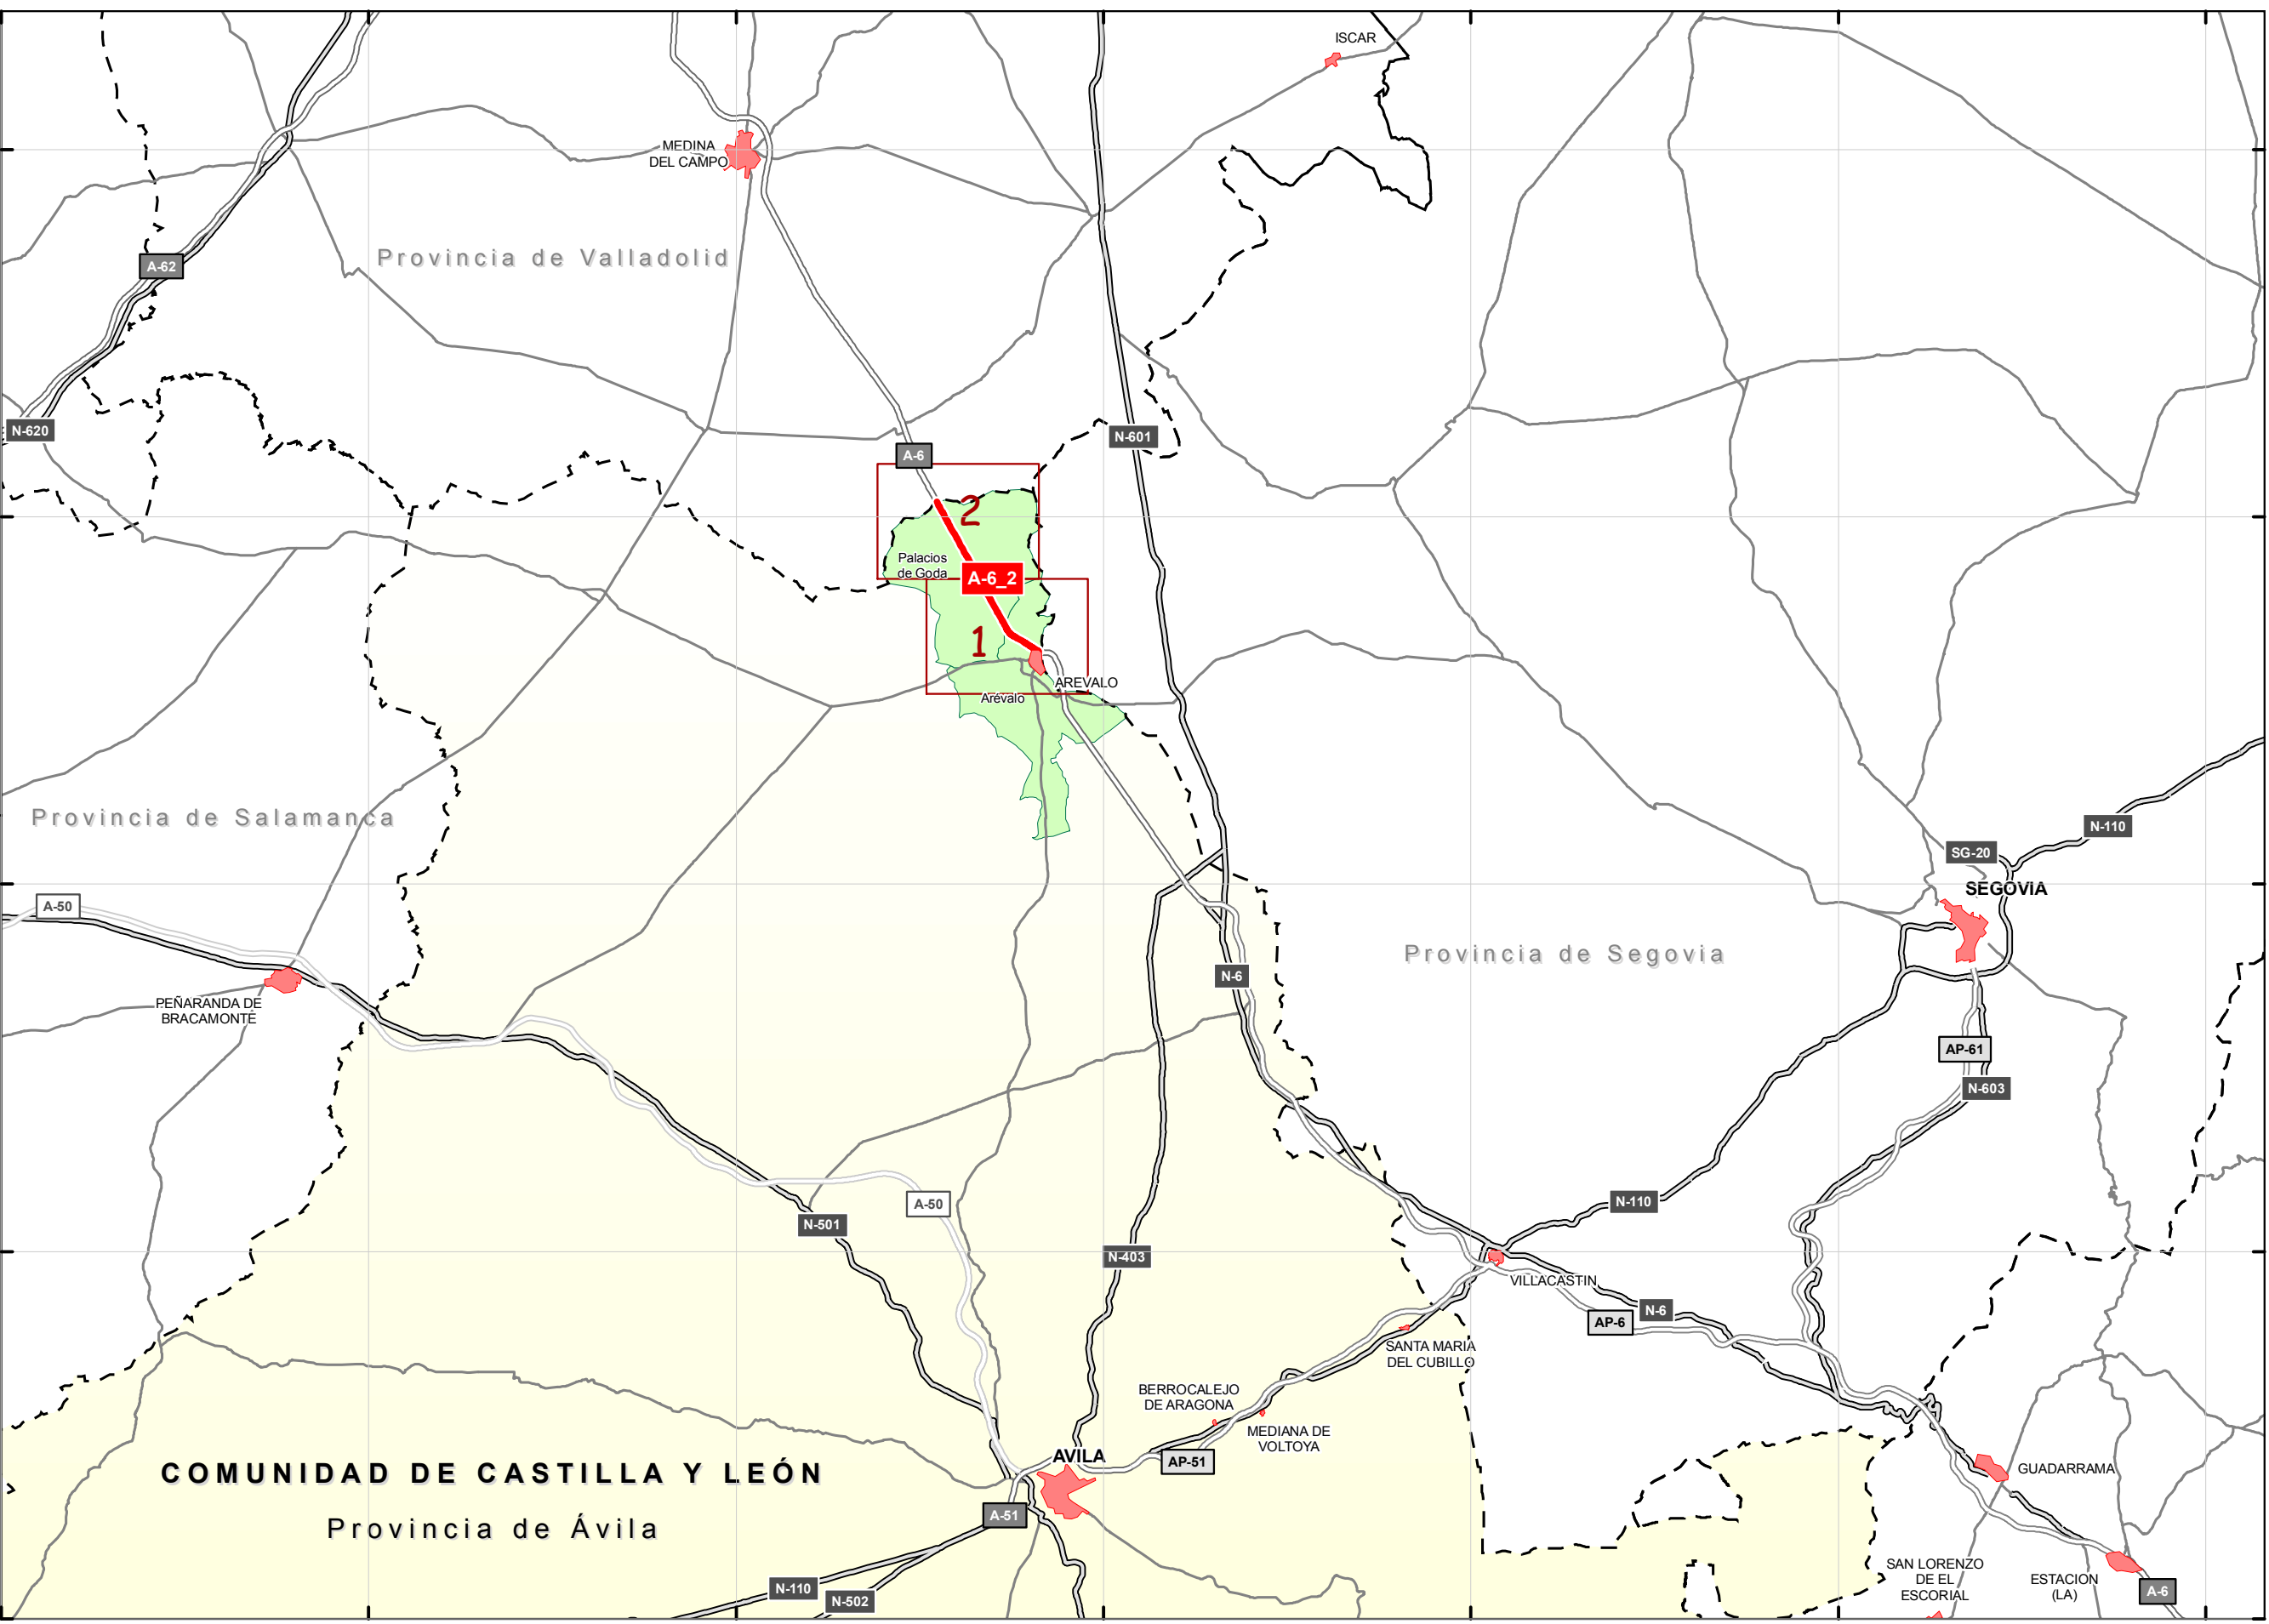 ISCAR
MEDINA
DEL CAMPO
Provincia de Valladolid
A-62
N-620
N-601
A-6
2
Palacios
de Goda
A-6_2
1
AREVALO
Arévalo
Provincia de Salamanca
N-110
SG-20
SEGOVIA
A-50
Provincia de Segovia
N-6
PEÑARANDA DE
BRACAMONTE
AP-61
N-603
A-50
N-110
N-501
N-403
VILLACASTIN
N-6
AP-6
SANTA MARIA
DEL CUBILLO
BERROCALEJO
DE ARAGONA
MEDIANA DE
VOLTOYA
AVILA
AP-51
GUADARRAMA
COMUNIDAD DE CASTILLA Y LEÓN
A-51
Provincia de Ávila
SAN LORENZO
DE EL
ESCORIAL
ESTACION
(LA)
N-110
A-6
N-502